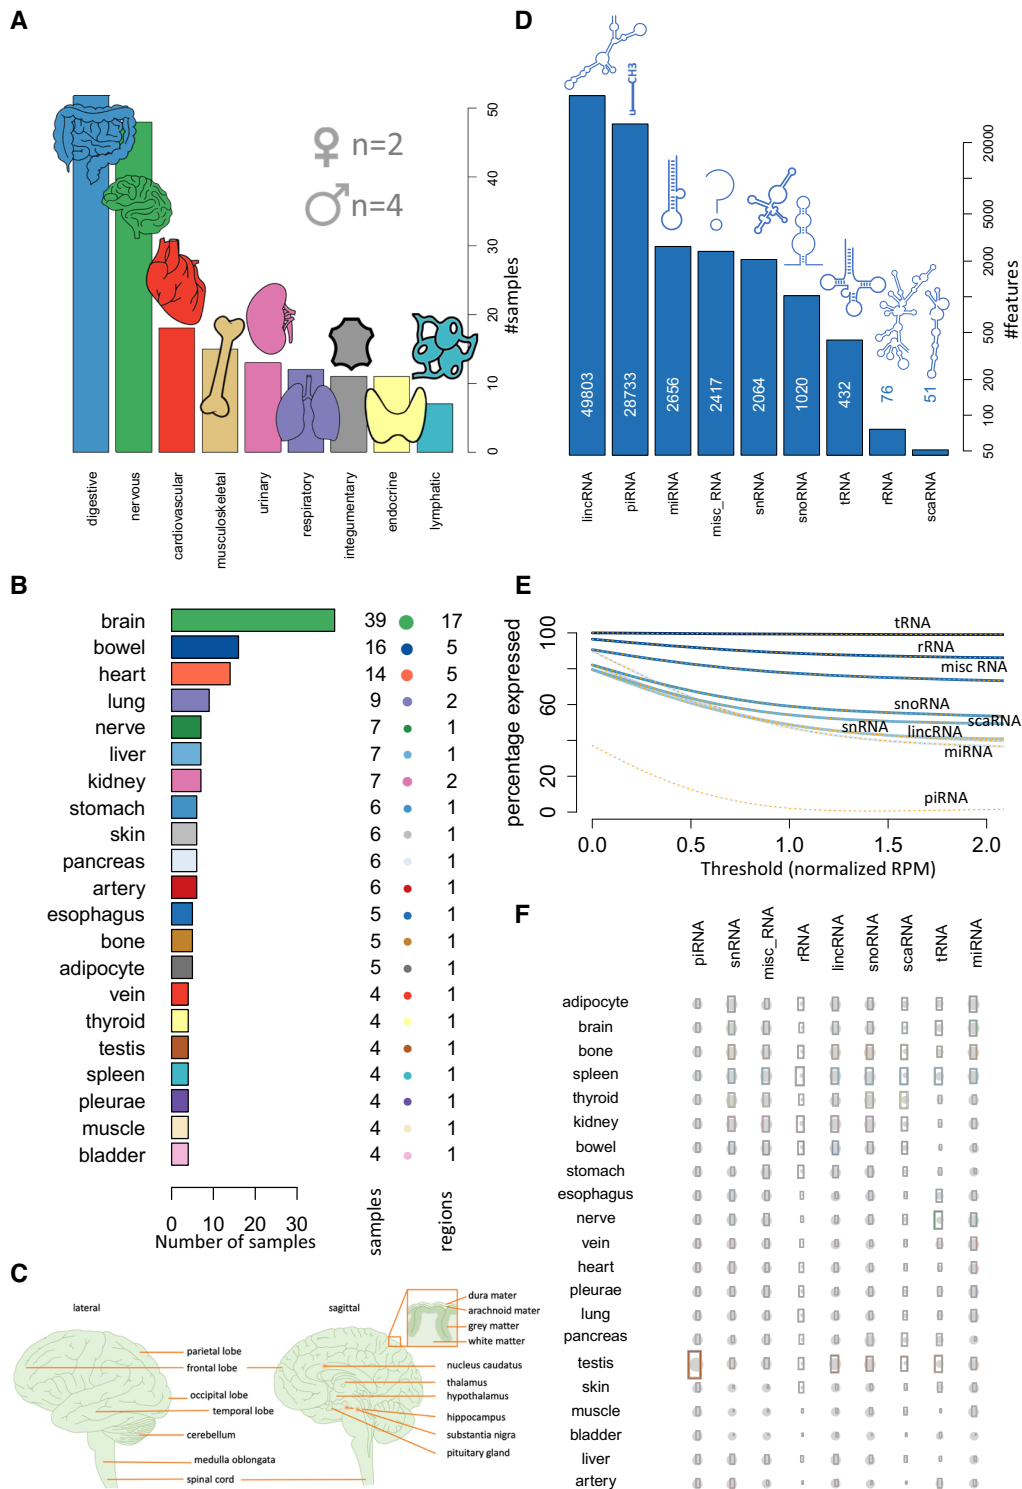 A
#samples
50
40
30
20
10
0
n=2
n=4
digestive
nervous
cardiovascular
musculoskeletal
urinary
respiratory
integumentary
endocrine
lymphatic
D
CH3
u
#features
20000
5000
2000
500
200
100
50
49803
28733
2656
2417
2064
1020
432
76
51
lincRNA
piRNA
miRNA
misc_RNA
snRNA
snoRNA
tRNA
rRNA
scaRNA
B
brain 39 17
bowel 16 5
heart 14 5
lung 9 2
nerve 7 1
liver 7 1
kidney 7 2
stomach 6 1
skin 6 1
pancreas 6 1
artery 6 1
esophagus 5 1
bone 5 1
adipocyte 5 1
vein 4 1
thyroid 4 1
testis 4 1
spleen 4 1
pleurae 4 1
muscle 4 1
bladder 4 1
0 10 30
Number of samples
samples
regions
C
lateral
parietal lobe
frontal lobe
occipital lobe
temporal lobe
cerebellum
medulla oblongata
spinal cord
sagittal
dura mater
arachnoid mater
grey matter
white matter
nucleus caudatus
thalamus
hypothalamus
hippocampus
substantia nigra
pituitary gland
E
percentage expressed
100
60
20
0
tRNA
rRNA
misc RNA
snoRNA
scaRNA
snRNA
lincRNA
miRNA
piRNA
0.0 0.5 1.0 1.5 2.0
Threshold (normalized RPM)
F
piRNA
snRNA
misc_RNA
rRNA
lincRNA
snoRNA
scaRNA
tRNA
miRNA
adipocyte
brain
bone
spleen
thyroid
kidney
bowel
stomach
esophagus
nerve
vein
heart
pleurae
lung
pancreas
testis
skin
muscle
bladder
liver
artery